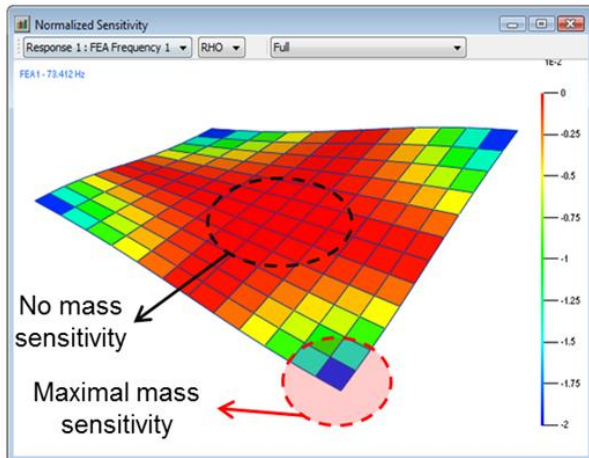 Normalized Sensitivity
Response 1 : FEA Frequency 1 RHO Full
FEA1 - 73.412 Hz
1E-2
0
-0.25
-0.5
-0.75
-1
-1.25
-1.5
-1.75
-2
No mass
sensitivity
Maximal mass
sensitivity